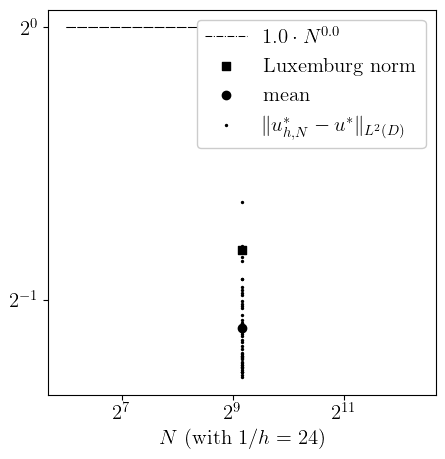 2^0
1.0 · N^{0.0}
Luxemburg norm
mean
‖u^*_{h,N} − u^*‖_{L^2(D)}
2^{-1}
2^7 2^9 2^{11}
N (with 1/h = 24)